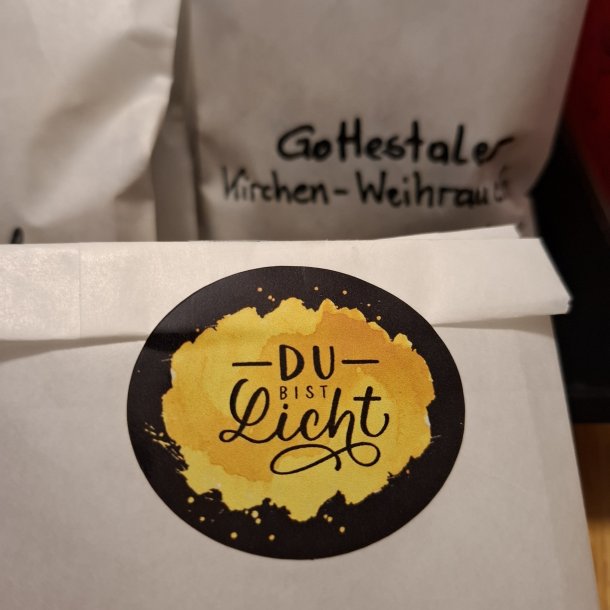 Gottestaler
Kirchen-Weihrauch
DU
BIST
Licht